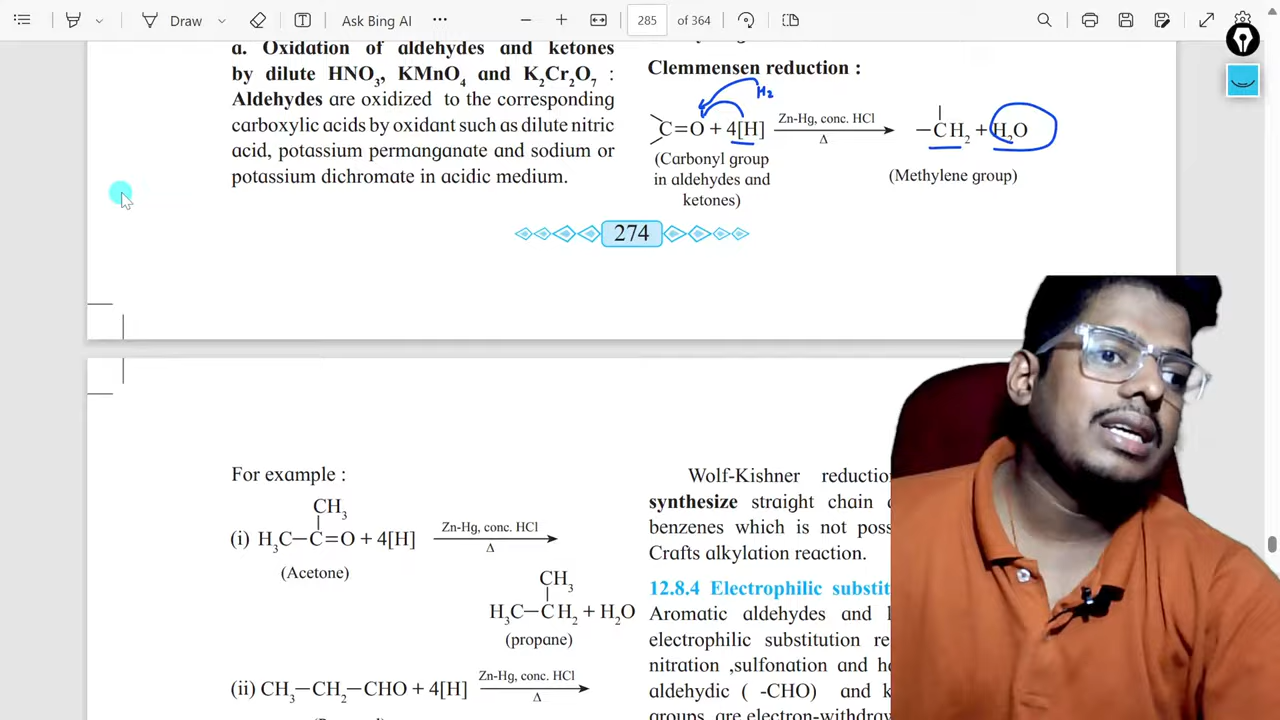 Draw
Ask Bing AI
285 of 364
a. Oxidation of aldehydes and ketones
by dilute HNO₃, KMnO₄ and K₂Cr₂O₇ :
Aldehydes are oxidized to the corresponding
carboxylic acids by oxidant such as dilute nitric
acid, potassium permanganate and sodium or
potassium dichromate in acidic medium.
Clemmensen reduction :
H₂
C=O + 4[H] Zn-Hg, conc. HCl Δ —CH₂ + H₂O
(Carbonyl group
in aldehydes and
ketones)
(Methylene group)
274
For example :
CH₃
(i) H₃C—C=O + 4[H] Zn-Hg, conc. HCl Δ
(Acetone)
CH₃
H₃C—CH₂ + H₂O
(propane)
(ii) CH₃—CH₂—CHO + 4[H] Zn-Hg, conc. HCl Δ
Wolf-Kishner reductio
synthesize straight chain
benzenes which is not pos
Crafts alkylation reaction.
12.8.4 Electrophilic substit
Aromatic aldehydes and
electrophilic substitution re
nitration ,sulfonation and
aldehydic ( -CHO) and
groups are electron-withdraw